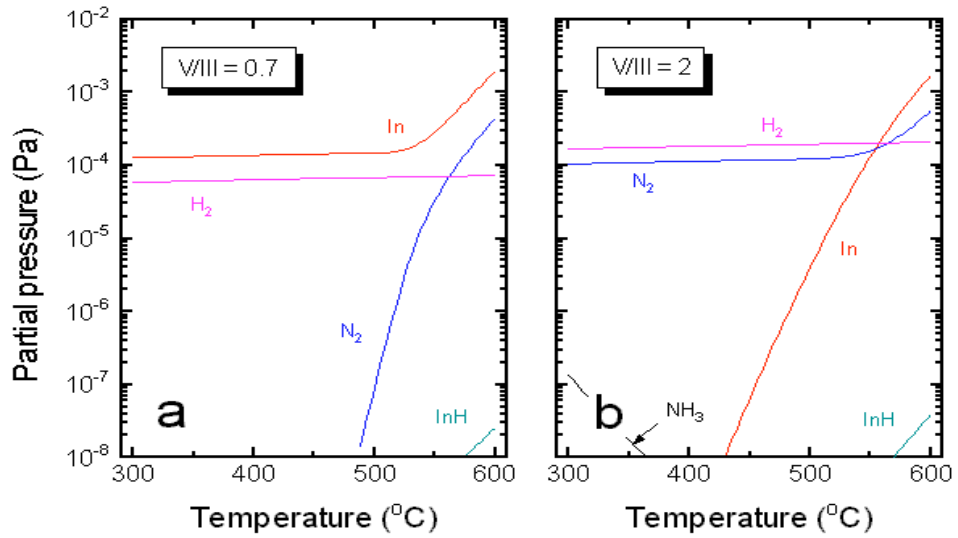 Partial pressure (Pa)
10⁻²
10⁻³
10⁻⁴
10⁻⁵
10⁻⁶
10⁻⁷
10⁻⁸
V/III = 0.7
In
H₂
N₂
InH
a
300 400 500 600
Temperature (°C)
V/III = 2
H₂
N₂
In
NH₃
InH
b
300 400 500 600
Temperature (°C)